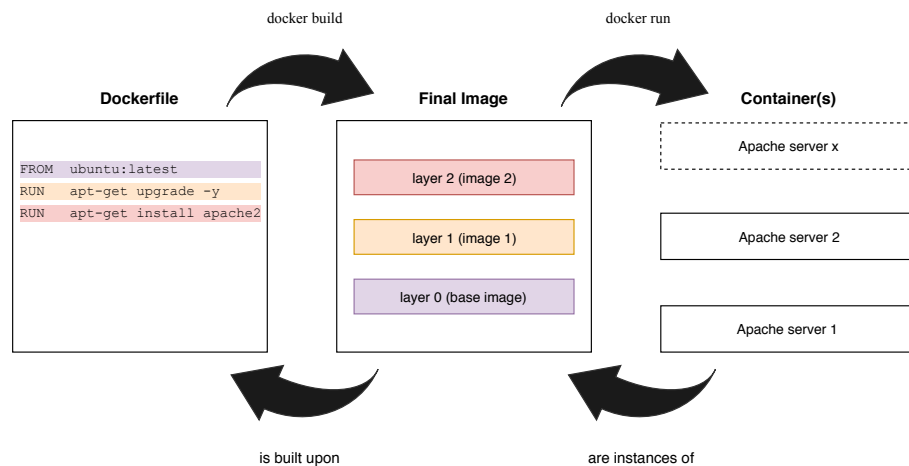 docker build
docker run
Dockerfile
Final Image
Container(s)
FROM ubuntu:latest
RUN apt-get upgrade -y
RUN apt-get install apache2
layer 2 (image 2)
layer 1 (image 1)
layer 0 (base image)
Apache server x
Apache server 2
Apache server 1
is built upon
are instances of